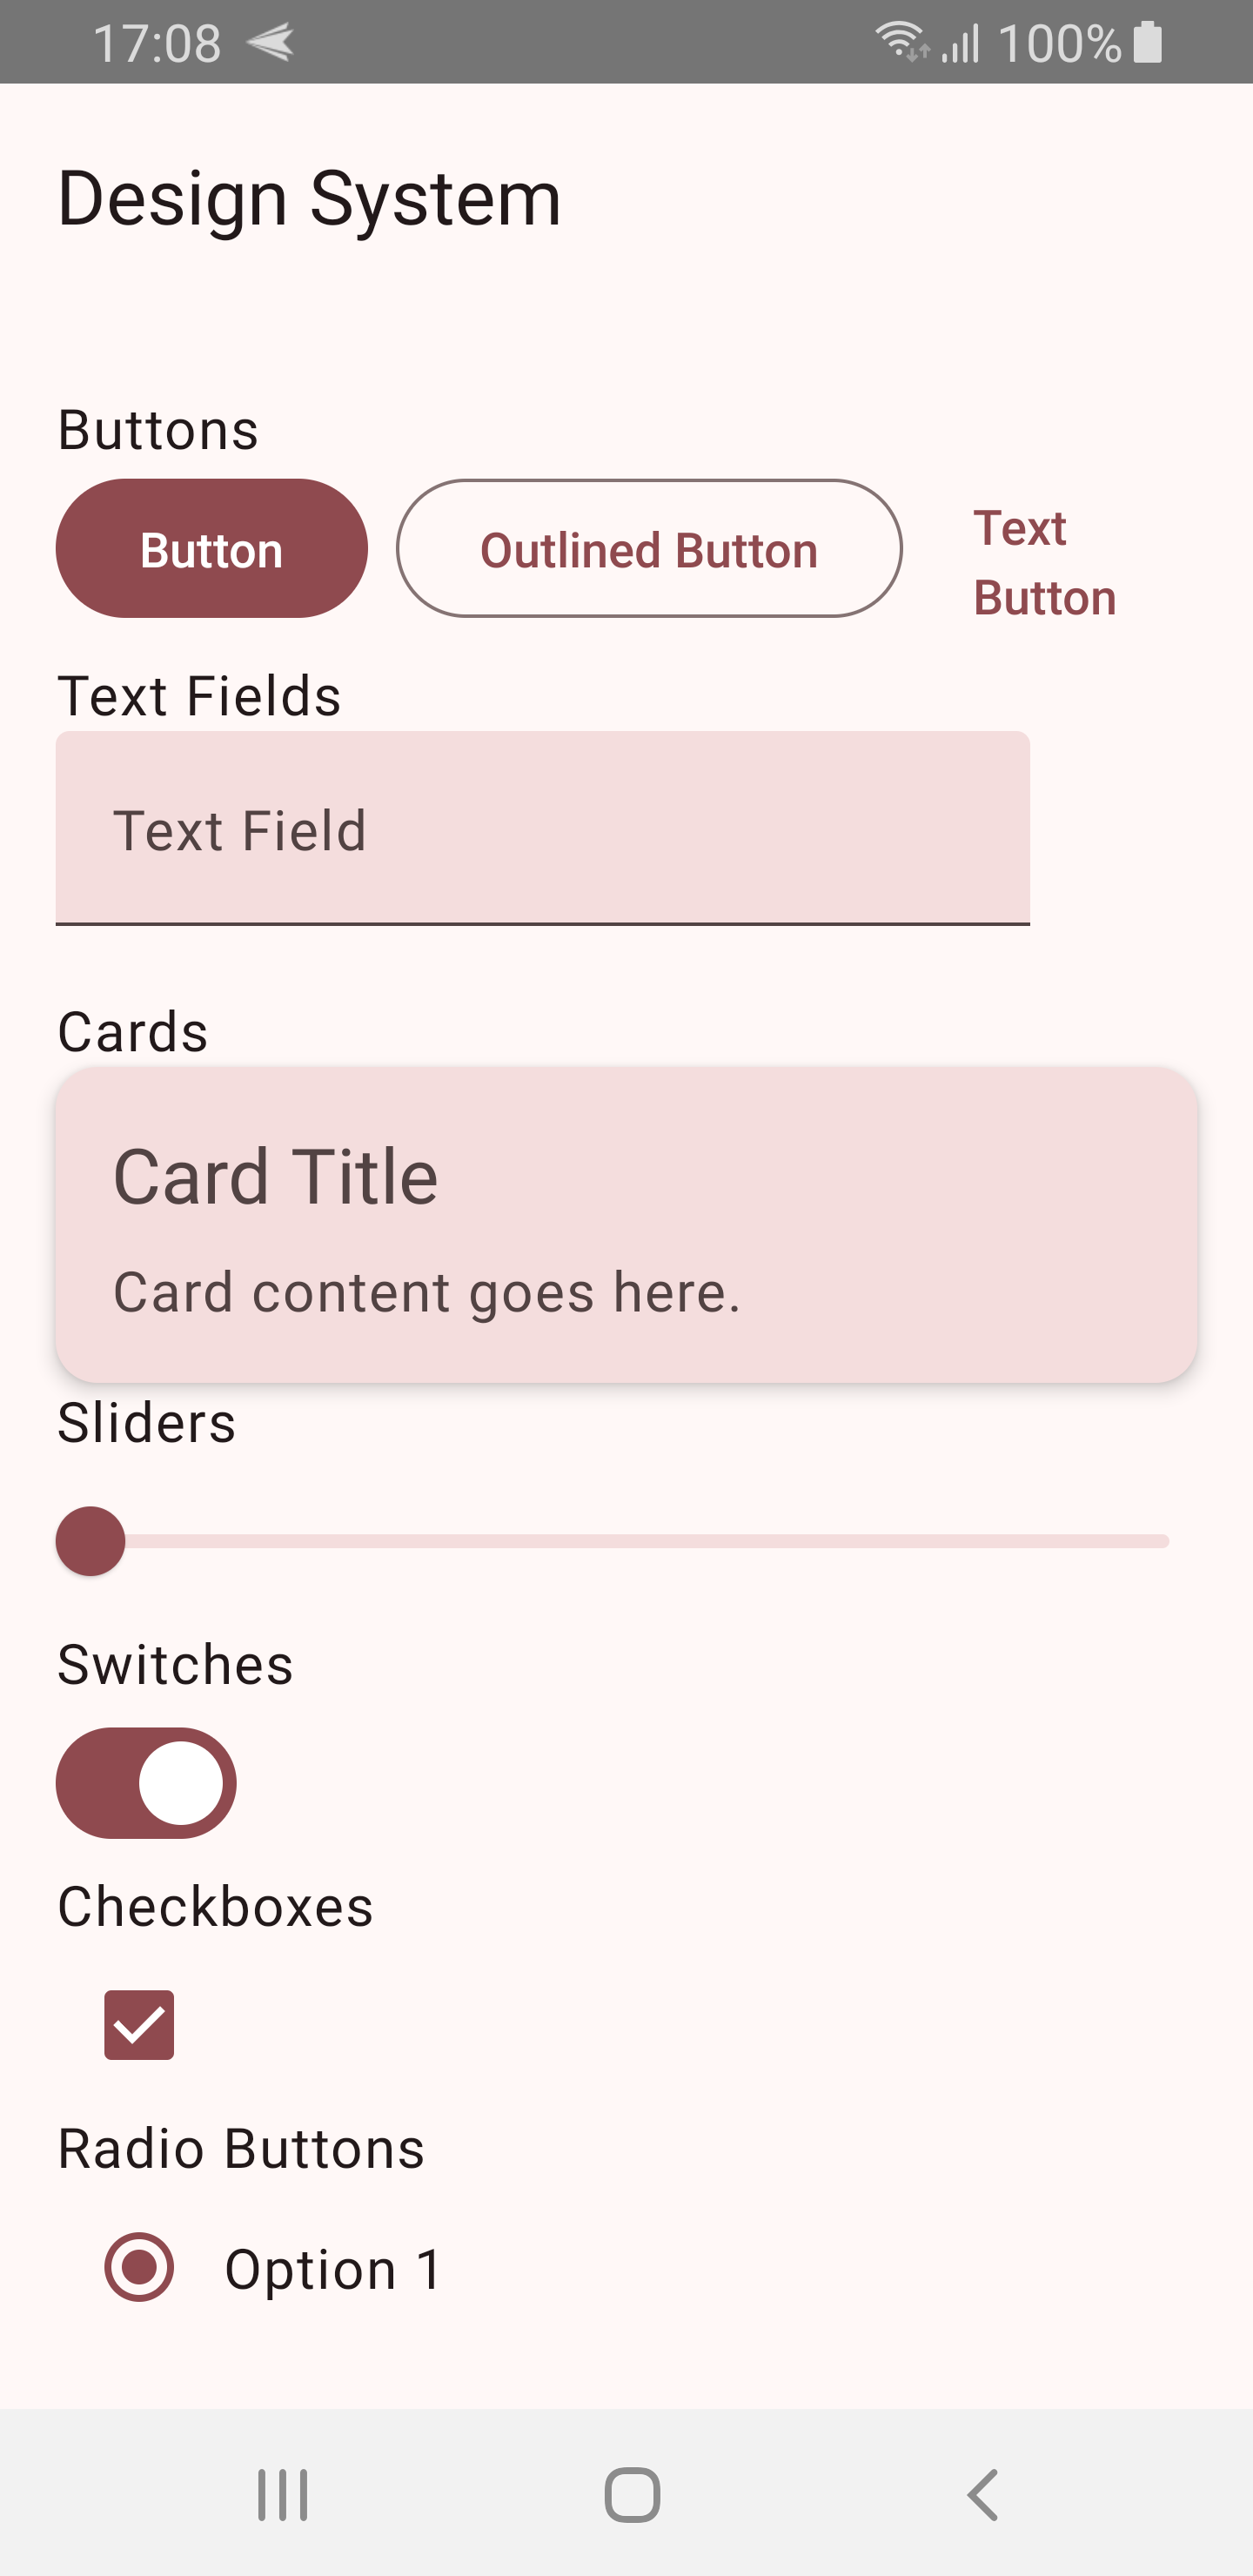 17:08 100%
Design System
Buttons
Button Outlined Button Text
Button
Text Fields
Text Field
Cards
Card Title
Card content goes here.
Sliders
Switches
Checkboxes
Radio Buttons
Option 1